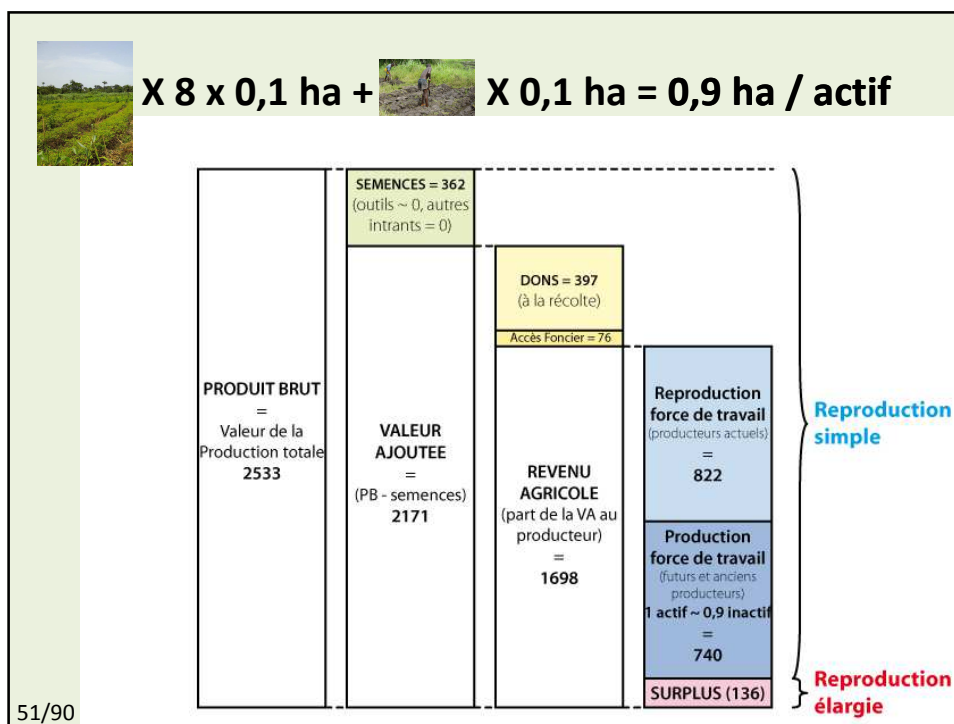 X 8 x 0,1 ha + X 0,1 ha = 0,9 ha / actif
PRODUIT BRUT
=
Valeur de la
Production totale
2533
SEMENCES = 362
(outils ~ 0, autres
intrants = 0)
VALEUR
AJOUTEE
=
(PB - semences)
2171
DONS = 397
(à la récolte)
Accès Foncier = 76
REVENU
AGRICOLE
(part de la VA au
producteur)
=
1698
Reproduction
force de travail
(producteurs actuels)
=
822
Production
force de travail
(futurs et anciens
producteurs)
1 actif ~ 0,9 inactif
=
740
SURPLUS (136)
Reproduction
simple
Reproduction
élargie
51/90